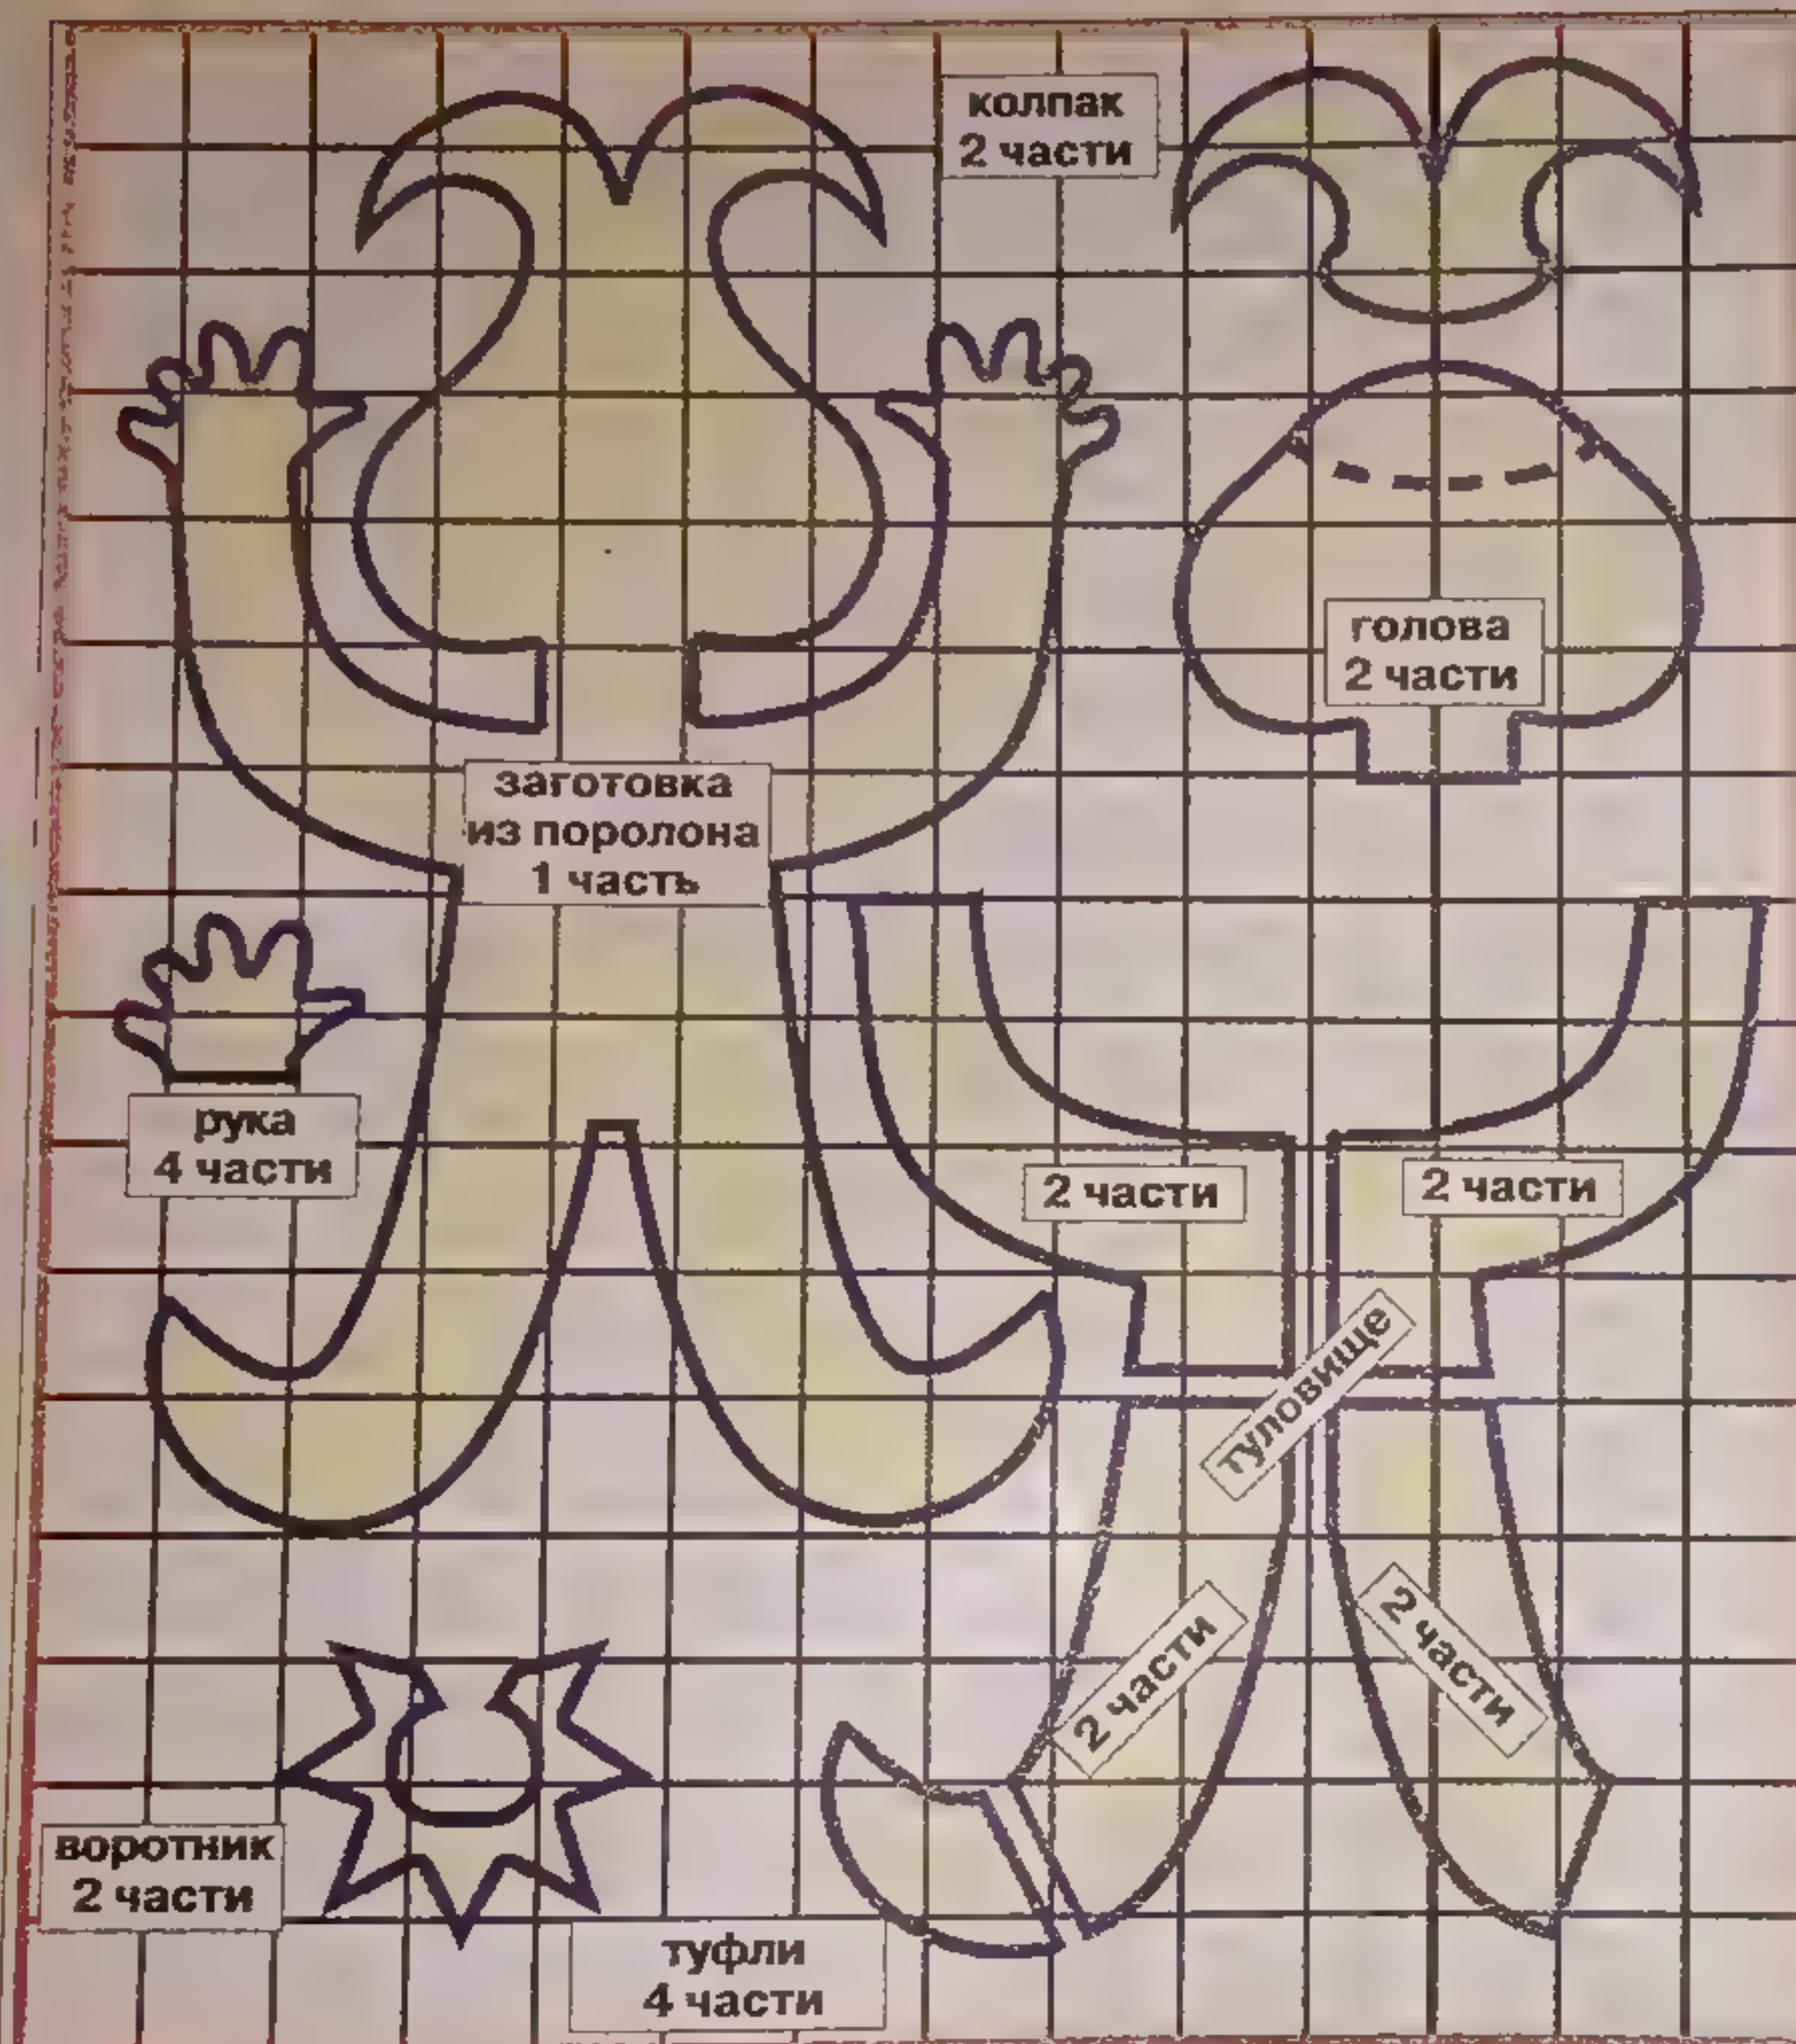 колпак
2 части
голова
2 части
заготовка
из поролона
1 часть
рука
4 части
2 части
2 части
туловище
2 части
2 части
воротник
2 части
туфли
4 части